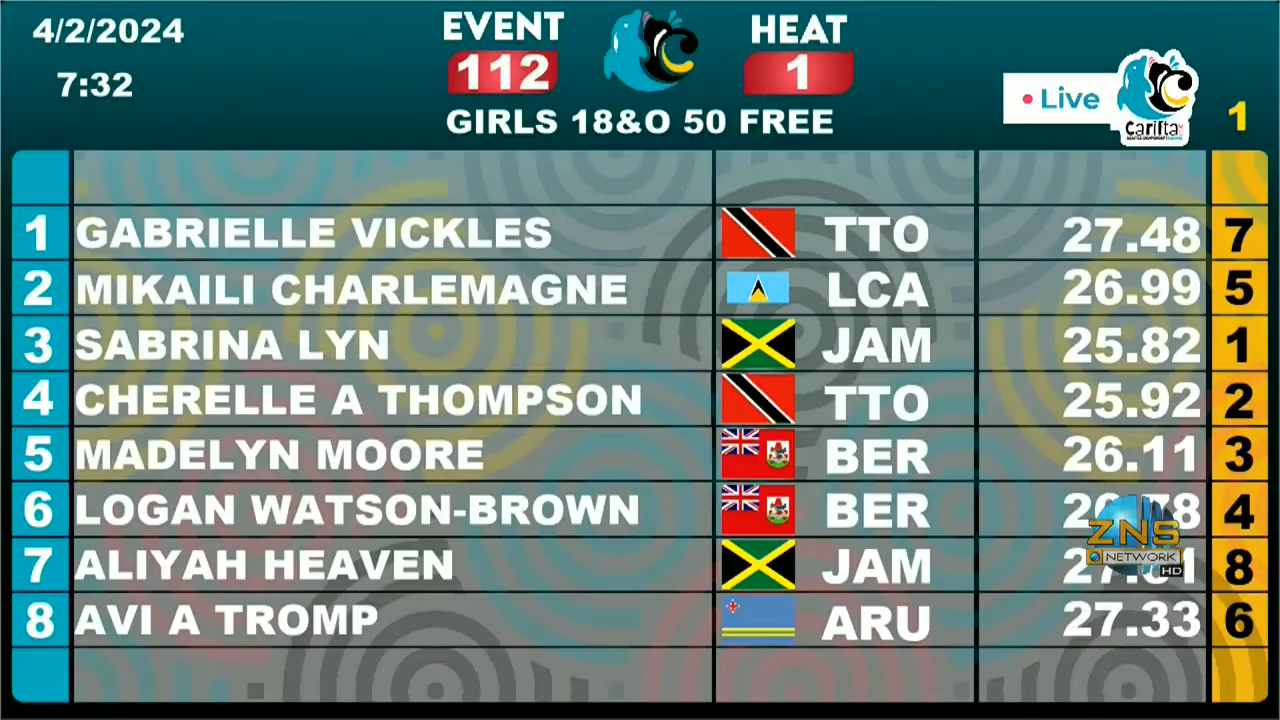 4/2/2024
7:32
EVENT
112
HEAT
1
GIRLS 18&O 50 FREE
Live
carifta
1
1 GABRIELLE VICKLES TTO 27.48 7
2 MIKAILI CHARLEMAGNE LCA 26.99 5
3 SABRINA LYN JAM 25.82 1
4 CHERELLE A THOMPSON TTO 25.92 2
5 MADELYN MOORE BER 26.11 3
6 LOGAN WATSON-BROWN BER 4
7 ALIYAH HEAVEN JAM 8
8 AVI A TROMP ARU 27.33 6
ZNS
NETWORK
HD